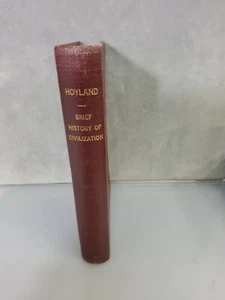 HOYLAND
BRIEF
HISTORY OF
CIVILIZATION